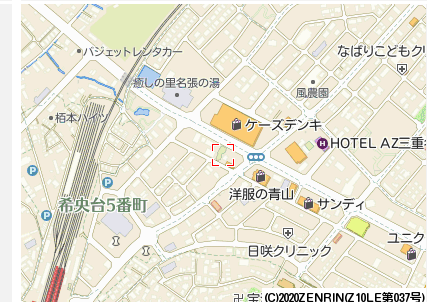 バジェットレンタカー
なばりこどもクリ
癒しの里名張の湯
風農園
栢本ハイツ
ケーズデンキ
HOTEL AZ三重
希央台5番町
洋服の青山
サンディ
日咲クリニック
ユニク
卍宝
(C)2020ZENRIN(Z10LE第037号)